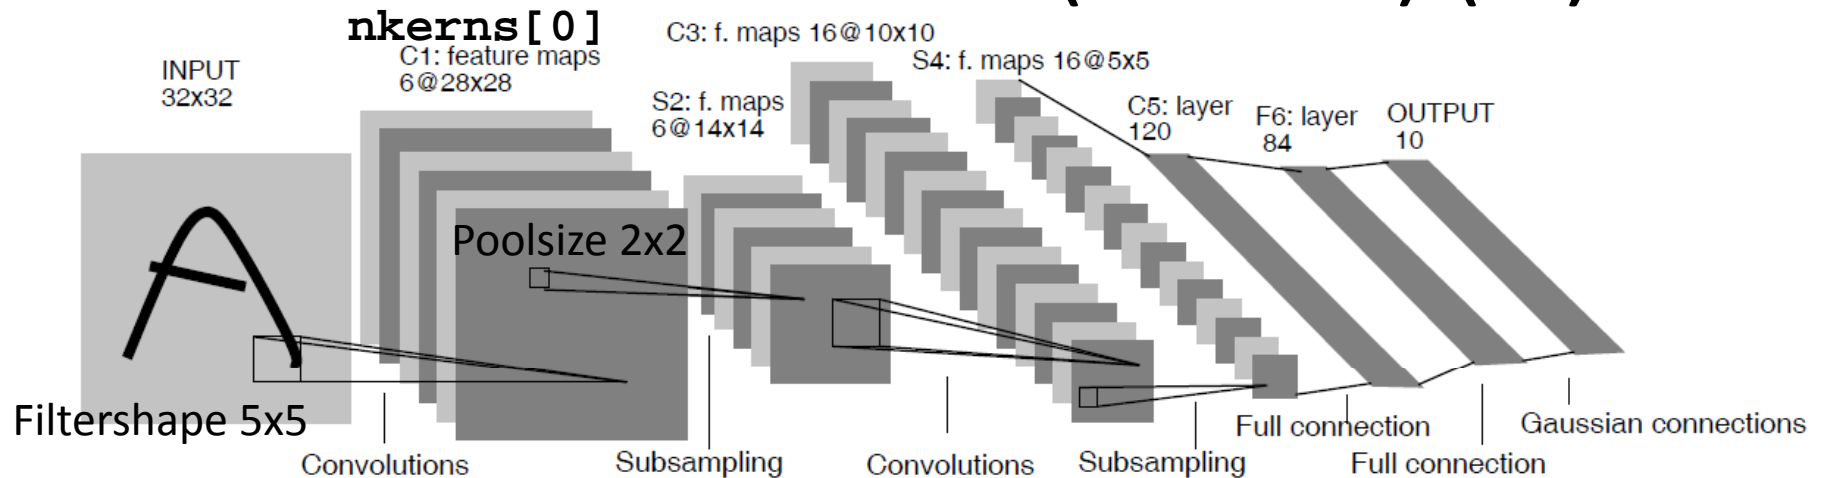 nkerns[0]
INPUT
32x32
C1: feature maps
6@28x28
S2: f. maps
6@14x14
C3: f. maps 16@10x10
S4: f. maps 16@5x5
C5: layer
120
F6: layer
84
OUTPUT
10
Poolsize 2x2
Filtershape 5x5
Convolutions
Subsampling
Convolutions
Subsampling
Full connection
Full connection
Gaussian connections